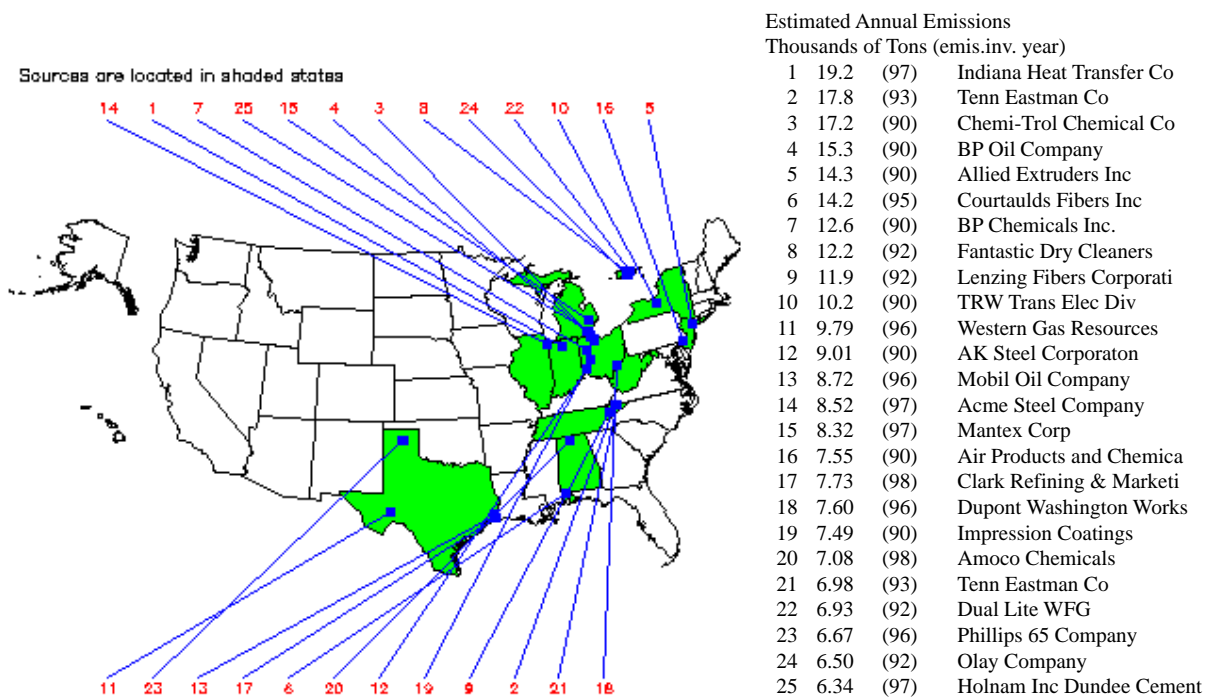 Estimated Annual Emissions
Thousands of Tons (emis.inv. year)
Sources are located in shaded states
14 1 7 25 15 4 3 8 24 22 10 16 5
1 19.2 (97) Indiana Heat Transfer Co
2 17.8 (93) Tenn Eastman Co
3 17.2 (90) Chemi-Trol Chemical Co
4 15.3 (90) BP Oil Company
5 14.3 (90) Allied Extruders Inc
6 14.2 (95) Courtaulds Fibers Inc
7 12.6 (90) BP Chemicals Inc.
8 12.2 (92) Fantastic Dry Cleaners
9 11.9 (92) Lenzing Fibers Corporati
10 10.2 (90) TRW Trans Elec Div
11 9.79 (96) Western Gas Resources
12 9.01 (90) AK Steel Corporaton
13 8.72 (96) Mobil Oil Company
14 8.52 (97) Acme Steel Company
15 8.32 (97) Mantex Corp
16 7.55 (90) Air Products and Chemica
17 7.73 (98) Clark Refining & Marketi
18 7.60 (96) Dupont Washington Works
19 7.49 (90) Impression Coatings
20 7.08 (98) Amoco Chemicals
21 6.98 (93) Tenn Eastman Co
22 6.93 (92) Dual Lite WFG
23 6.67 (96) Phillips 65 Company
24 6.50 (92) Olay Company
25 6.34 (97) Holnam Inc Dundee Cement
11 23 13 17 6 20 12 19 9 2 21 18